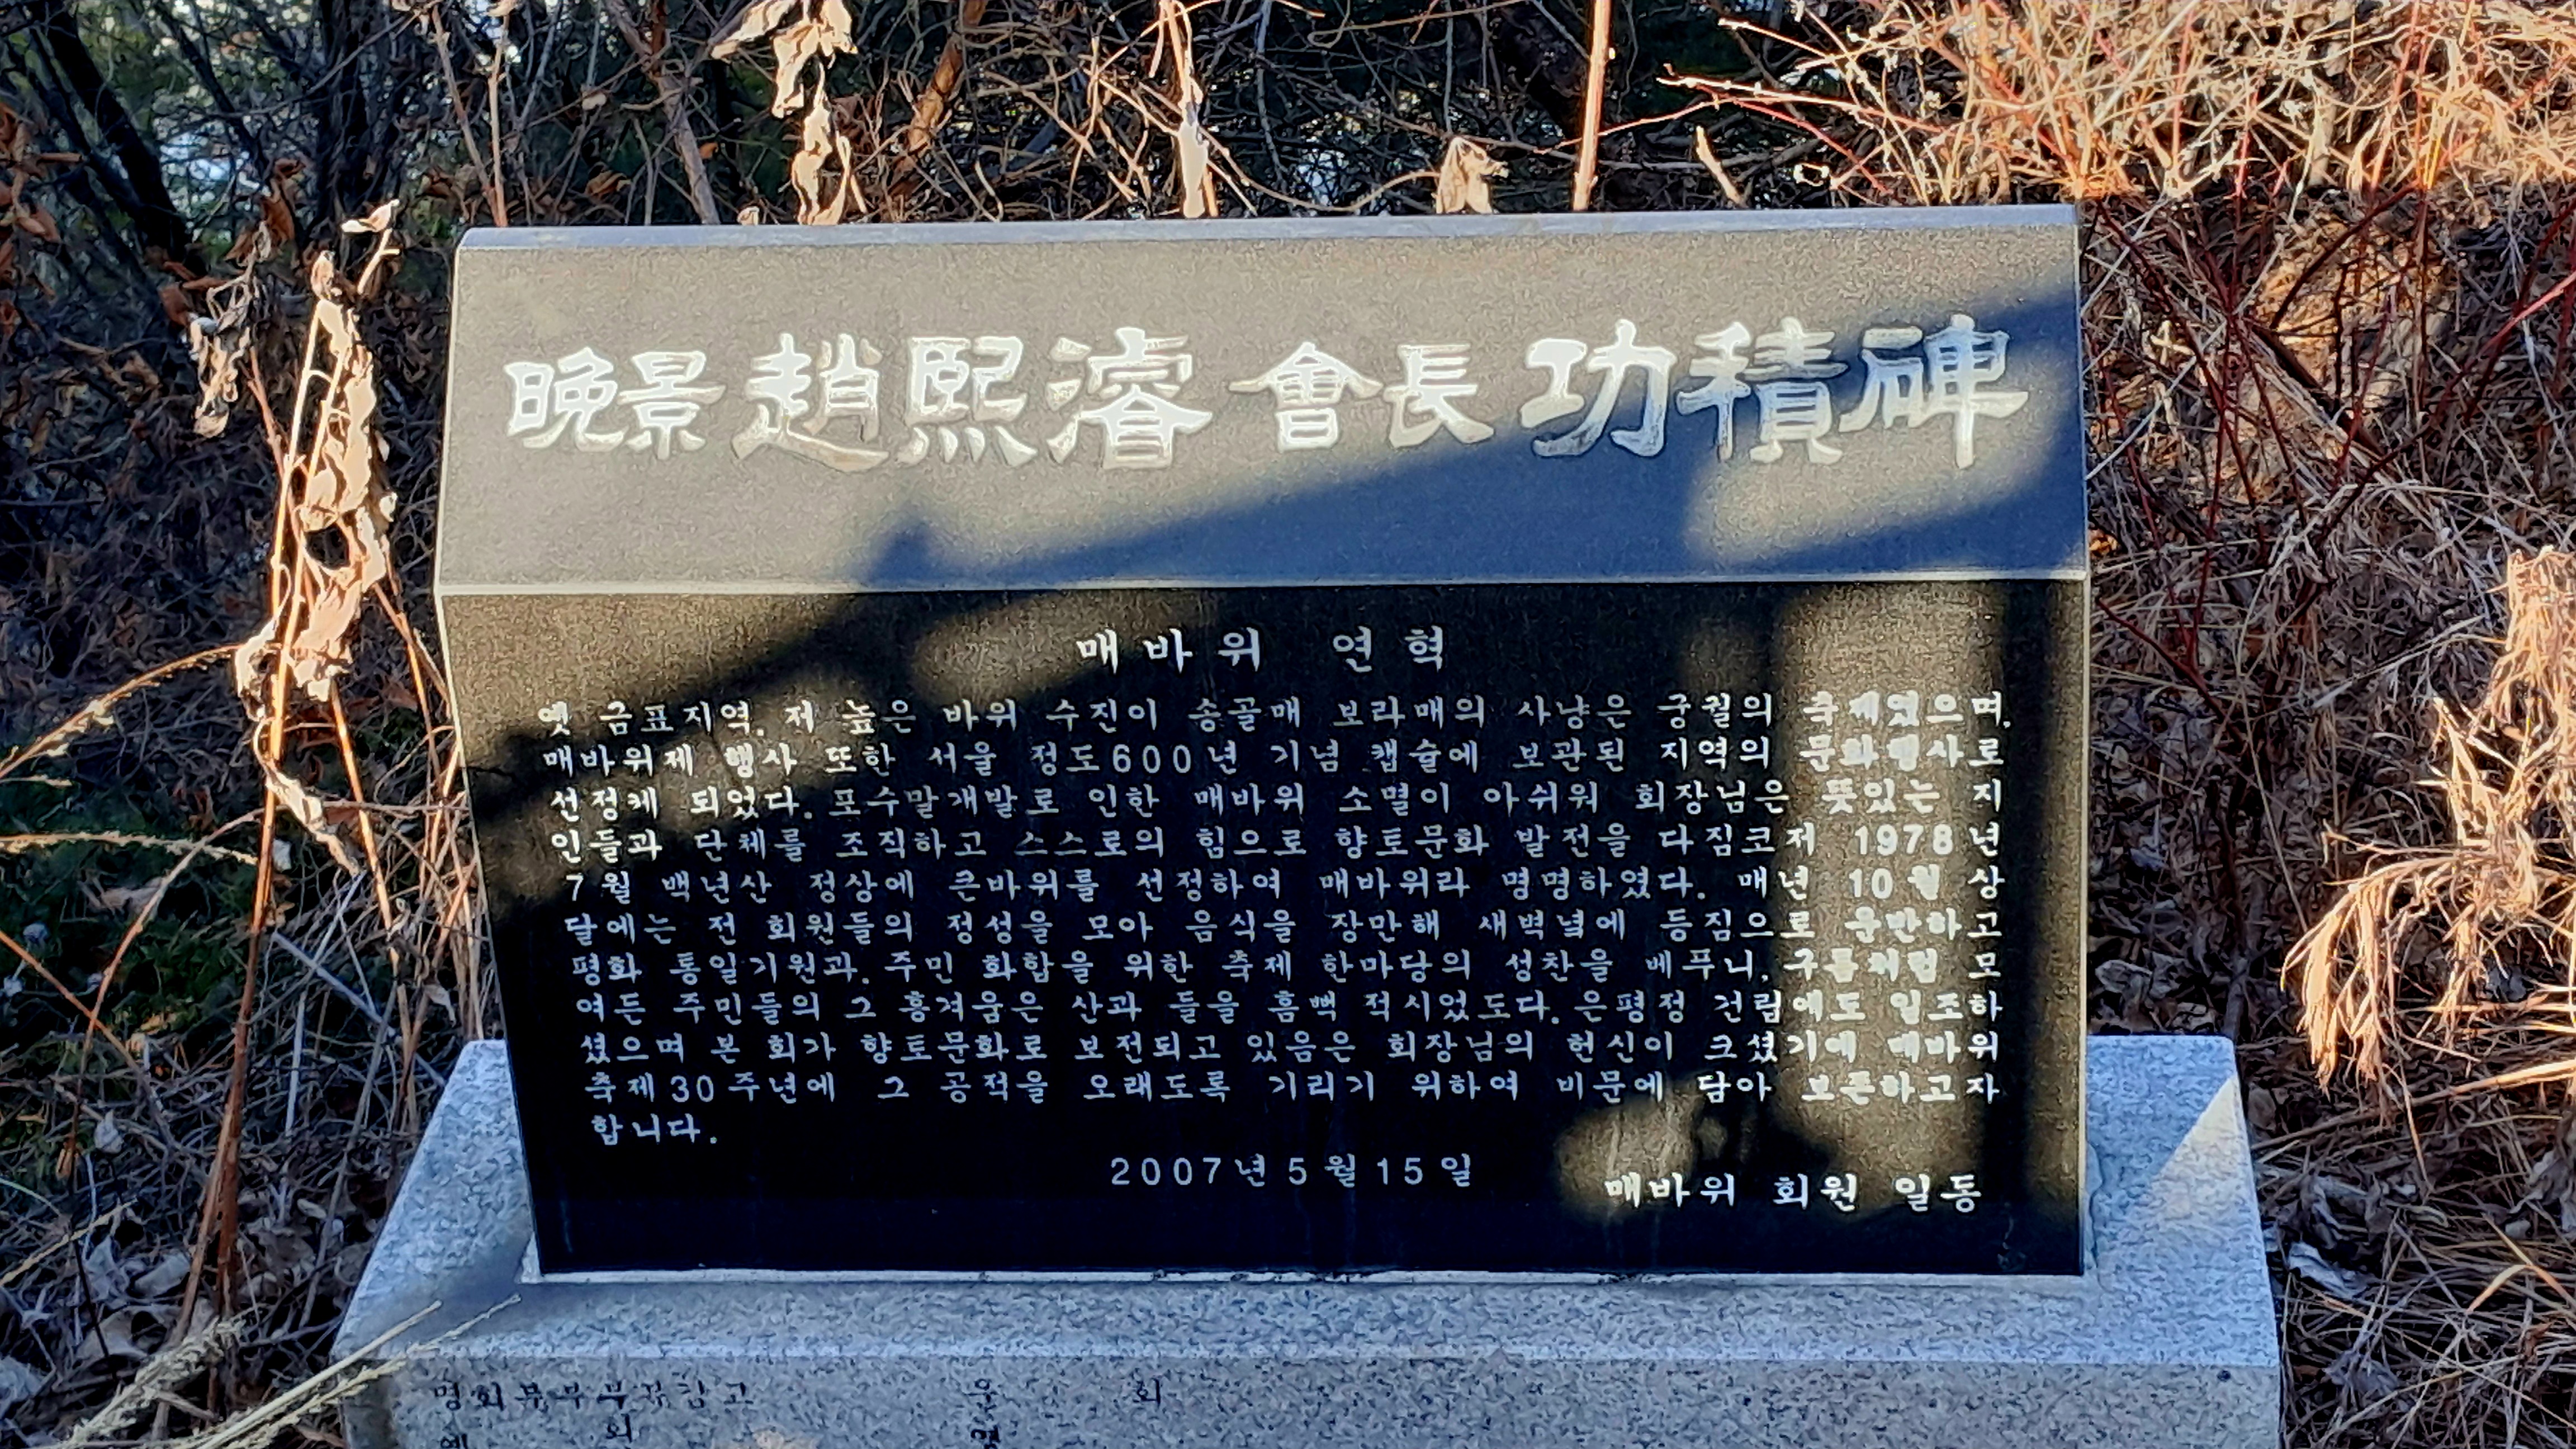 晩景 趙熙濬 會長 功積碑
매바위 연혁
옛 금표지역. 저 높은 바위 수진이 송골매 보라매의 사냥은 궁궐의 축제였으며.
매바위제 행사 또한 서울 정도600년 기념 캡슐에 보관된 지역의 문화행사로
선정케 되었다. 포수말개발로 인한 매바위 소멸이 아쉬워 회장님은 뜻있는 지
인들과 단체를 조직하고 스스로의 힘으로 향토문화 발전을 다짐코저 1978년
7월 백년산 정상에 큰바위를 선정하여 매바위라 명명하였다. 매년 10월 상
달에는 전 회원들의 정성을 모아 음식을 장만해 새벽녘에 등짐으로 운반하고
평화 통일기원과. 주민 화합을 위한 축제 한마당의 성찬을 베푸니. 구름처럼 모
여든 주민들의 그 흥겨움은 산과 들을 흠뻑 적시었도다. 은평정 건립에도 일조하
셨으며 본 회가 향토문화로 보전되고 있음은 회장님의 헌신이 크셨기에 매바위
축제 30주년에 그 공적을 오래도록 기리기 위하여 비문에 담아 보존하고자
합니다.
2007년 5월 15일
매바위 회원 일동